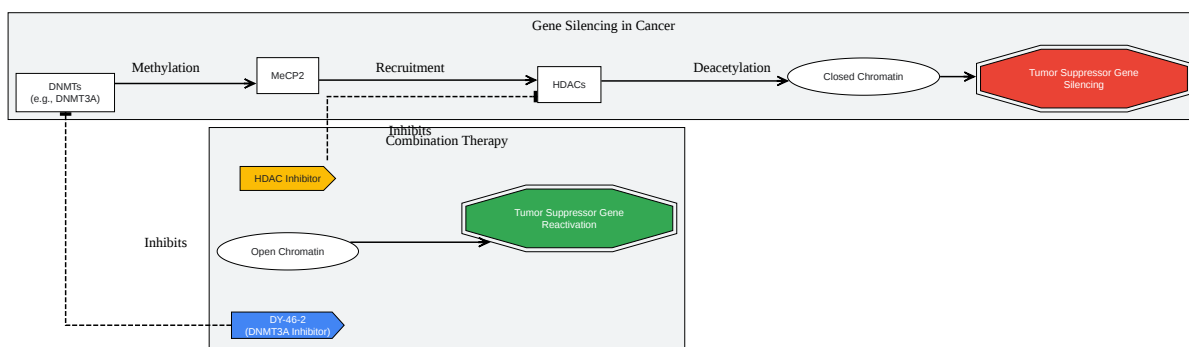 Gene Silencing in Cancer
Methylation
Recruitment
Deacetylation
DNMTs
(e.g., DNMT3A)
MeCP2
HDACs
Closed Chromatin
Tumor Suppressor Gene
Silencing
Inhibits
Combination Therapy
HDAC Inhibitor
Tumor Suppressor Gene
Reactivation
Inhibits
Open Chromatin
DY-46-2
(DNMT3A Inhibitor)